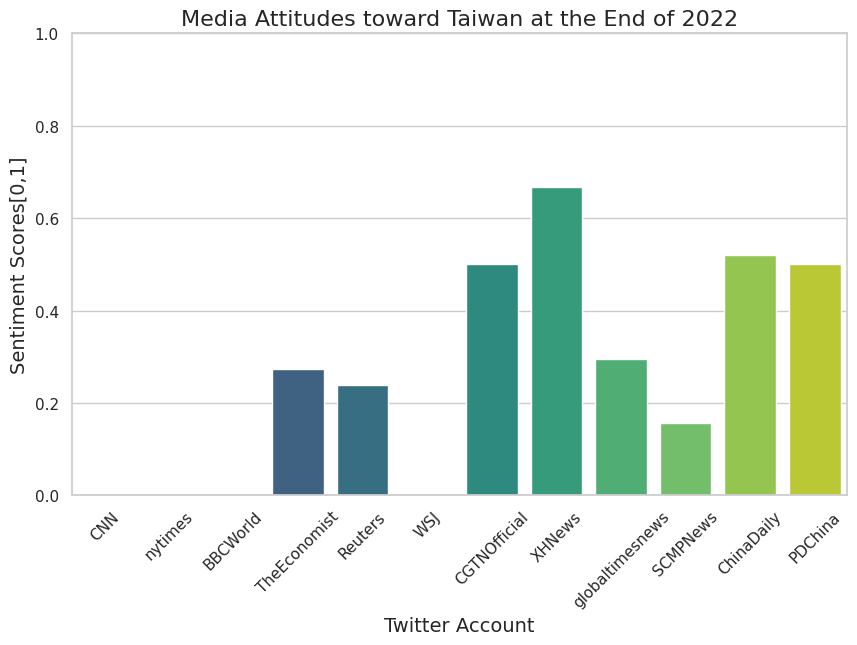 Media Attitudes toward Taiwan at the End of 2022
Sentiment Scores[0,1]
1.0
0.8
0.6
0.4
0.2
0.0
CNN
nytimes
BBCWorld
TheEconomist
Reuters
WSJ
CGTNOfficial
XHNews
globaltimesnews
SCMPNews
ChinaDaily
PDChina
Twitter Account